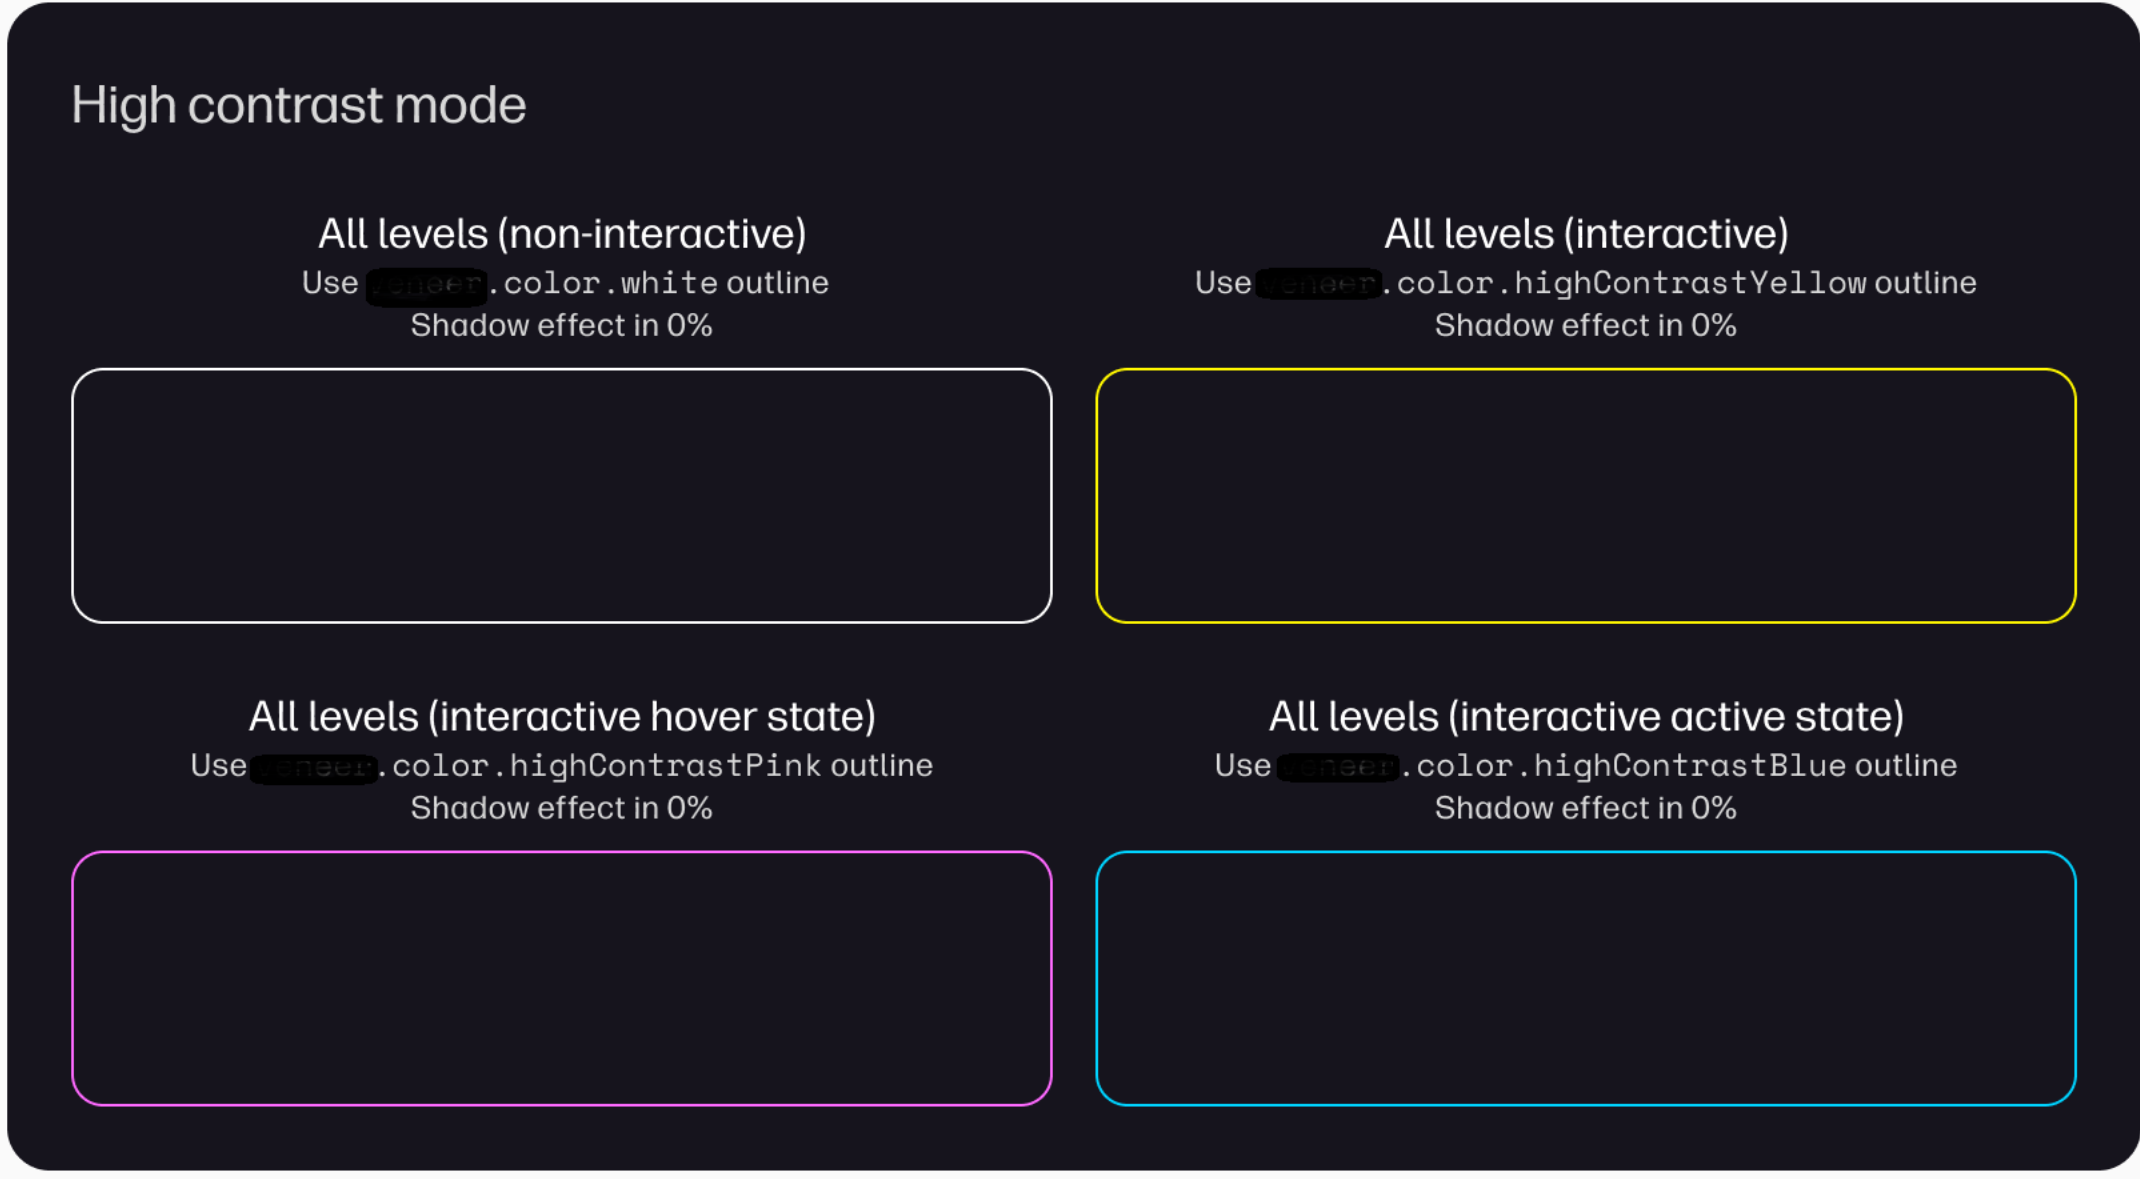 High contrast mode
All levels (non-interactive)
Use .color.white outline
Shadow effect in 0%
All levels (interactive)
Use .color.highContrastYellow outline
Shadow effect in 0%
All levels (interactive hover state)
Use .color.highContrastPink outline
Shadow effect in 0%
All levels (interactive active state)
Use .color.highContrastBlue outline
Shadow effect in 0%